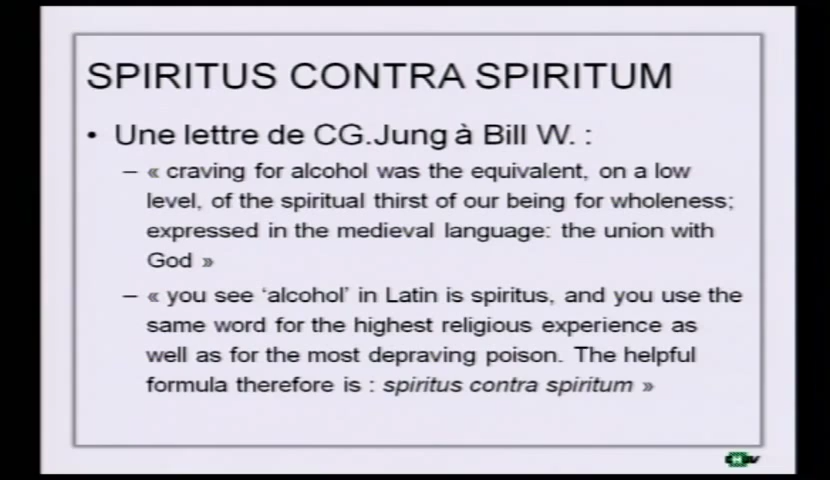 SPIRITUS CONTRA SPIRITUM
• Une lettre de CG.Jung à Bill W. :
– « craving for alcohol was the equivalent, on a low
level, of the spiritual thirst of our being for wholeness;
expressed in the medieval language: the union with
God »
– « you see ‘alcohol’ in Latin is spiritus, and you use the
same word for the highest religious experience as
well as for the most depraving poison. The helpful
formula therefore is : spiritus contra spiritum »